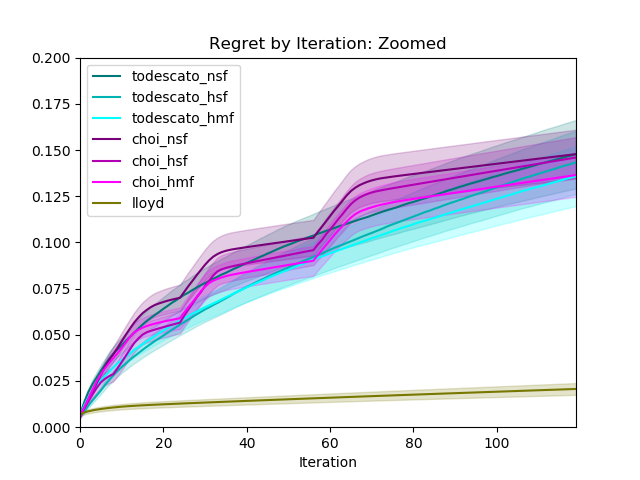 Regret by Iteration: Zoomed
0.200
0.175
0.150
0.125
0.100
0.075
0.050
0.025
0.000
todescato_nsf
todescato_hsf
todescato_hmf
choi_nsf
choi_hsf
choi_hmf
lloyd
0 20 40 60 80 100
Iteration